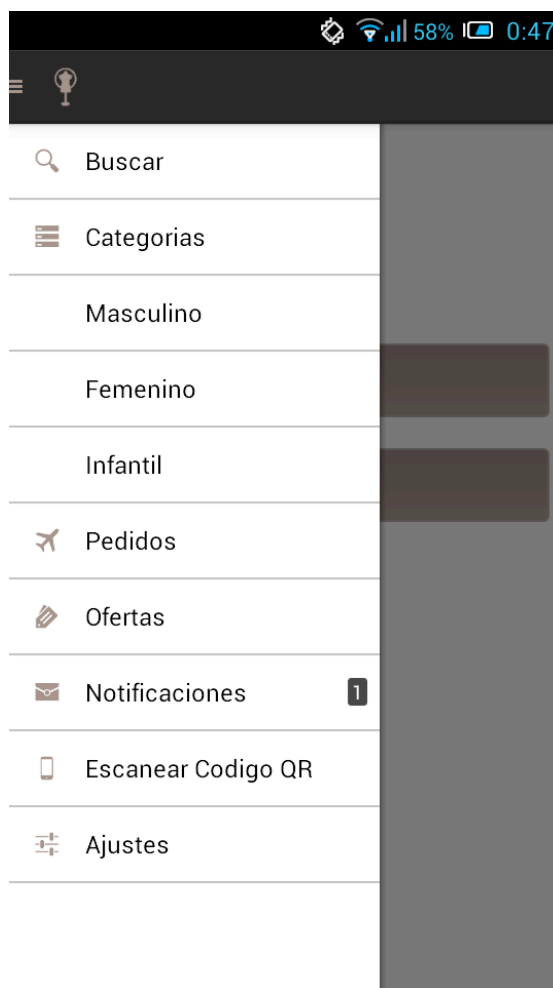 58% 0:47
Buscar
Categorias
Masculino
Femenino
Infantil
Pedidos
Ofertas
Notificaciones 1
Escanear Codigo QR
Ajustes